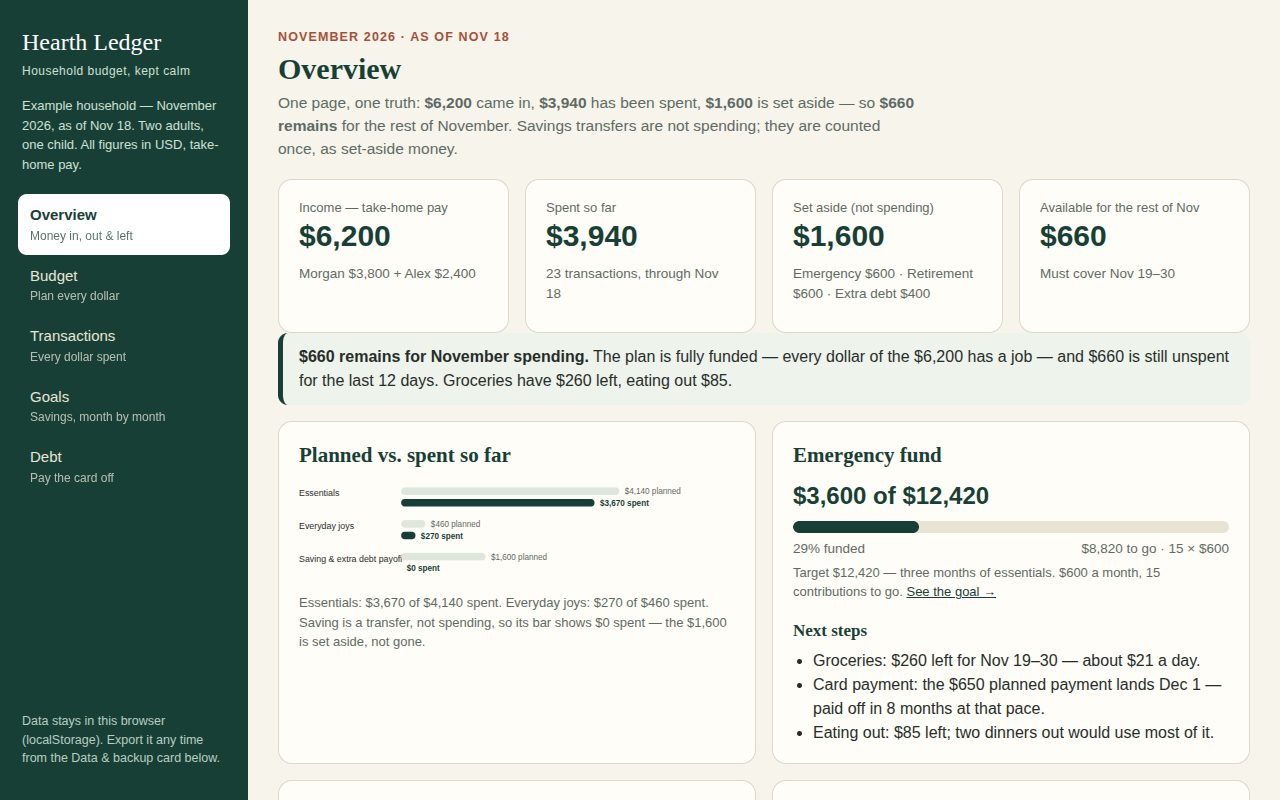 Hearth Ledger
Household budget, kept calm
Example household — November
2026, as of Nov 18. Two adults,
one child. All figures in USD, take-
home pay.
Overview
Money in, out & left
Budget
Plan every dollar
Transactions
Every dollar spent
Goals
Savings, month by month
Debt
Pay the card off
Data stays in this browser
(localStorage). Export it any time
from the Data & backup card below.
NOVEMBER 2026 · AS OF NOV 18
Overview
One page, one truth: $6,200 came in, $3,940 has been spent, $1,600 is set aside — so $660
remains for the rest of November. Savings transfers are not spending; they are counted
once, as set-aside money.
Income — take-home pay
$6,200
Morgan $3,800 + Alex $2,400
Spent so far
$3,940
23 transactions, through Nov
18
Set aside (not spending)
$1,600
Emergency $600 · Retirement
$600 · Extra debt $400
Available for the rest of Nov
$660
Must cover Nov 19–30
$660 remains for November spending. The plan is fully funded — every dollar of the $6,200 has a job — and $660 is still unspent
for the last 12 days. Groceries have $260 left, eating out $85.
Planned vs. spent so far
Essentials
$4,140 planned
$3,670 spent
Everyday joys
$460 planned
$270 spent
Saving & extra debt payoff
$1,600 planned
$0 spent
Essentials: $3,670 of $4,140 spent. Everyday joys: $270 of $460 spent.
Saving is a transfer, not spending, so its bar shows $0 spent — the $1,600
is set aside, not gone.
Emergency fund
$3,600 of $12,420
29% funded
$8,820 to go · 15 × $600
Target $12,420 — three months of essentials. $600 a month, 15
contributions to go. See the goal →
Next steps
• Groceries: $260 left for Nov 19–30 — about $21 a day.
• Card payment: the $650 planned payment lands Dec 1 —
paid off in 8 months at that pace.
• Eating out: $85 left; two dinners out would use most of it.